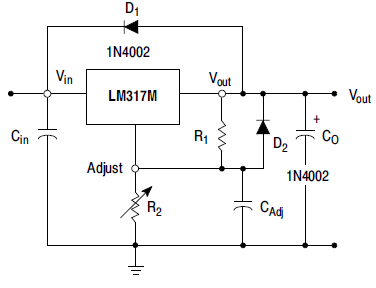 D1
1N4002
Vin
Vout
LM317M
Vout
+
Cin
R1
D2
CO
Adjust
1N4002
R2
CAdj